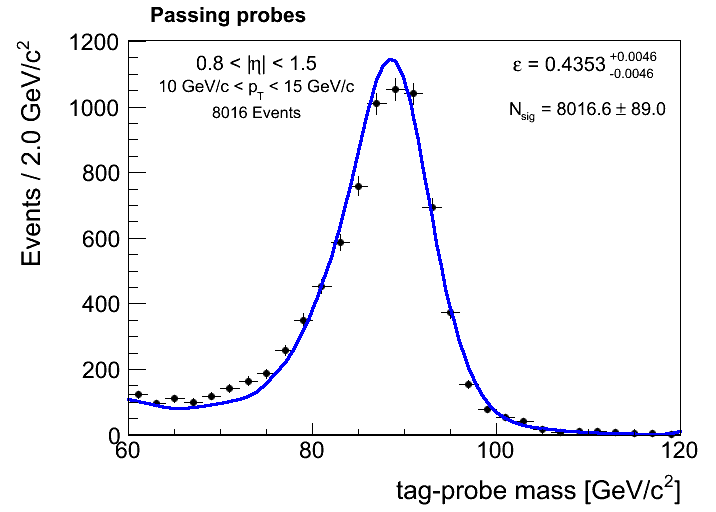 Passing probes
Events / 2.0 GeV/c²
1200
1000
800
600
400
200
0
0.8 < |η| < 1.5
10 GeV/c < p_T < 15 GeV/c
8016 Events
ε = 0.4353 +0.0046 -0.0046
N_sig = 8016.6 ± 89.0
60 80 100 120
tag-probe mass [GeV/c²]